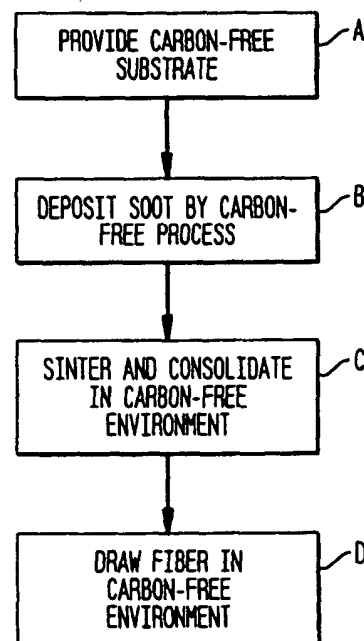 PROVIDE CARBON-FREE
SUBSTRATE
A
DEPOSIT SOOT BY CARBON-
FREE PROCESS
B
SINTER AND CONSOLIDATE
IN CARBON-FREE
ENVIRONMENT
C
DRAW FIBER IN
CARBON-FREE
ENVIRONMENT
D